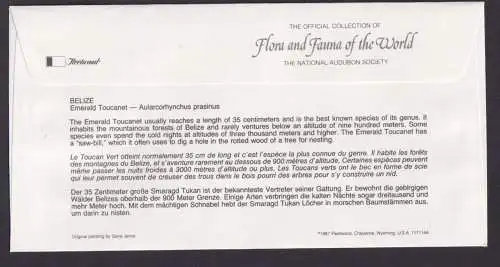 THE OFFICIAL COLLECTION OF
Flora and Fauna of the World
THE NATIONAL AUDUBON SOCIETY
Fleetwood
BELIZE
Emerald Toucanet — Aularcorhynchus prasinus
The Emerald Toucanet usually reaches a length of 35 centimeters and is the best known species of its genus. It
inhabits the mountainous forests of Belize and rarely ventures below an altitude of nine hundred meters. Some
species even spend the cold nights at altitudes of three thousand meters and higher. The Emerald Toucanet has
a "saw-bill," which it often uses to dig a hole in the rotted wood of a tree for nesting.
Le Toucan Vert atteint normalement 35 cm de long et c'est l'espèce la plus connue du genre. Il habite les forêts
des montagnes du Belize, et s'aventure rarement au dessous de 900 mètres d'altitude. Certaines espèces peuvent
même passer les nuits froides à 3000 mètres d'altitude ou plus. Les Toucans Verts ont le bec en forme de scie
qui leur permet souvent de creuser des trous dans le bois pourri des arbres pour s'y construire un nid.
Der 35 Zentimeter große Smaragd Tukan ist der bekannteste Vertreter seiner Gattung. Er bewohnt die gebirgigen
Wälder Belizes oberhalb der 900 Meter Grenze. Einige Arten verbringen die kalten Nächte sogar dreitausend und
mehr Meter hoch. Mit dem mächtigen Schnabel hebt der Smaragd Tukan Löcher in morschen Baumstämmen aus,
um darin zu nisten.
Original painting by Gene Jarvis
©1987 Fleetwood, Cheyenne, Wyoming, U.S.A.